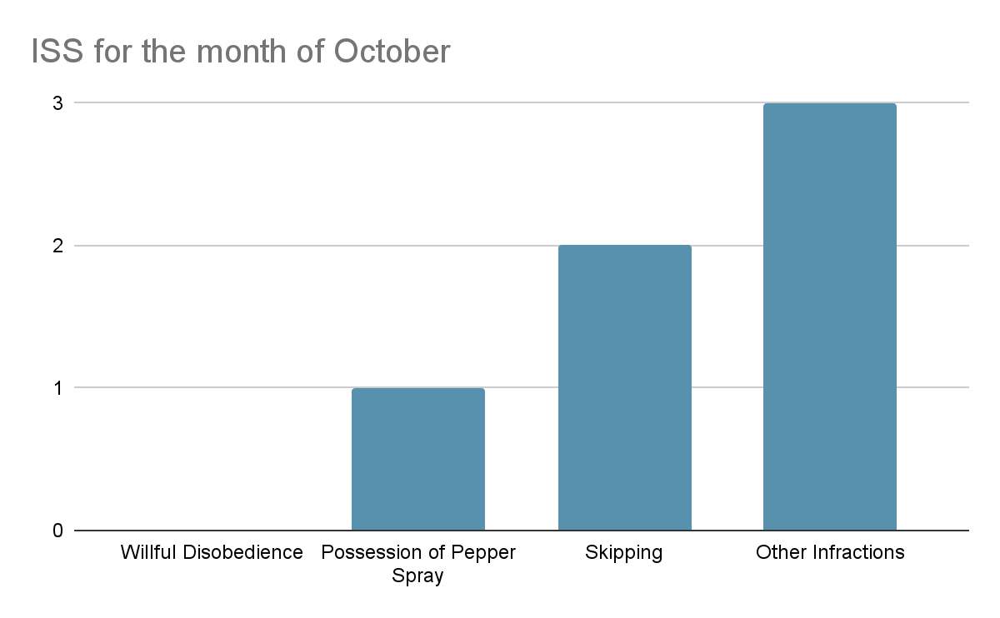 ISS for the month of October
3
2
1
0
Willful Disobedience
Possession of Pepper
Spray
Skipping
Other Infractions